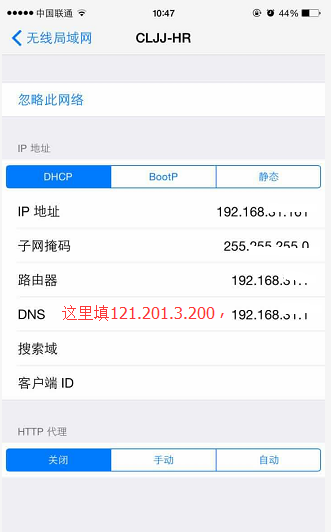 中国联通 10:47 44%
无线局域网 CLJJ-HR
忽略此网络
IP 地址
DHCP BootP 静态
IP 地址 192.168.
子网掩码 255.255.255.0
路由器 192.168.
DNS 这里填121.201.3.200， 192.168.
搜索域
客户端 ID
HTTP 代理
关闭 手动 自动